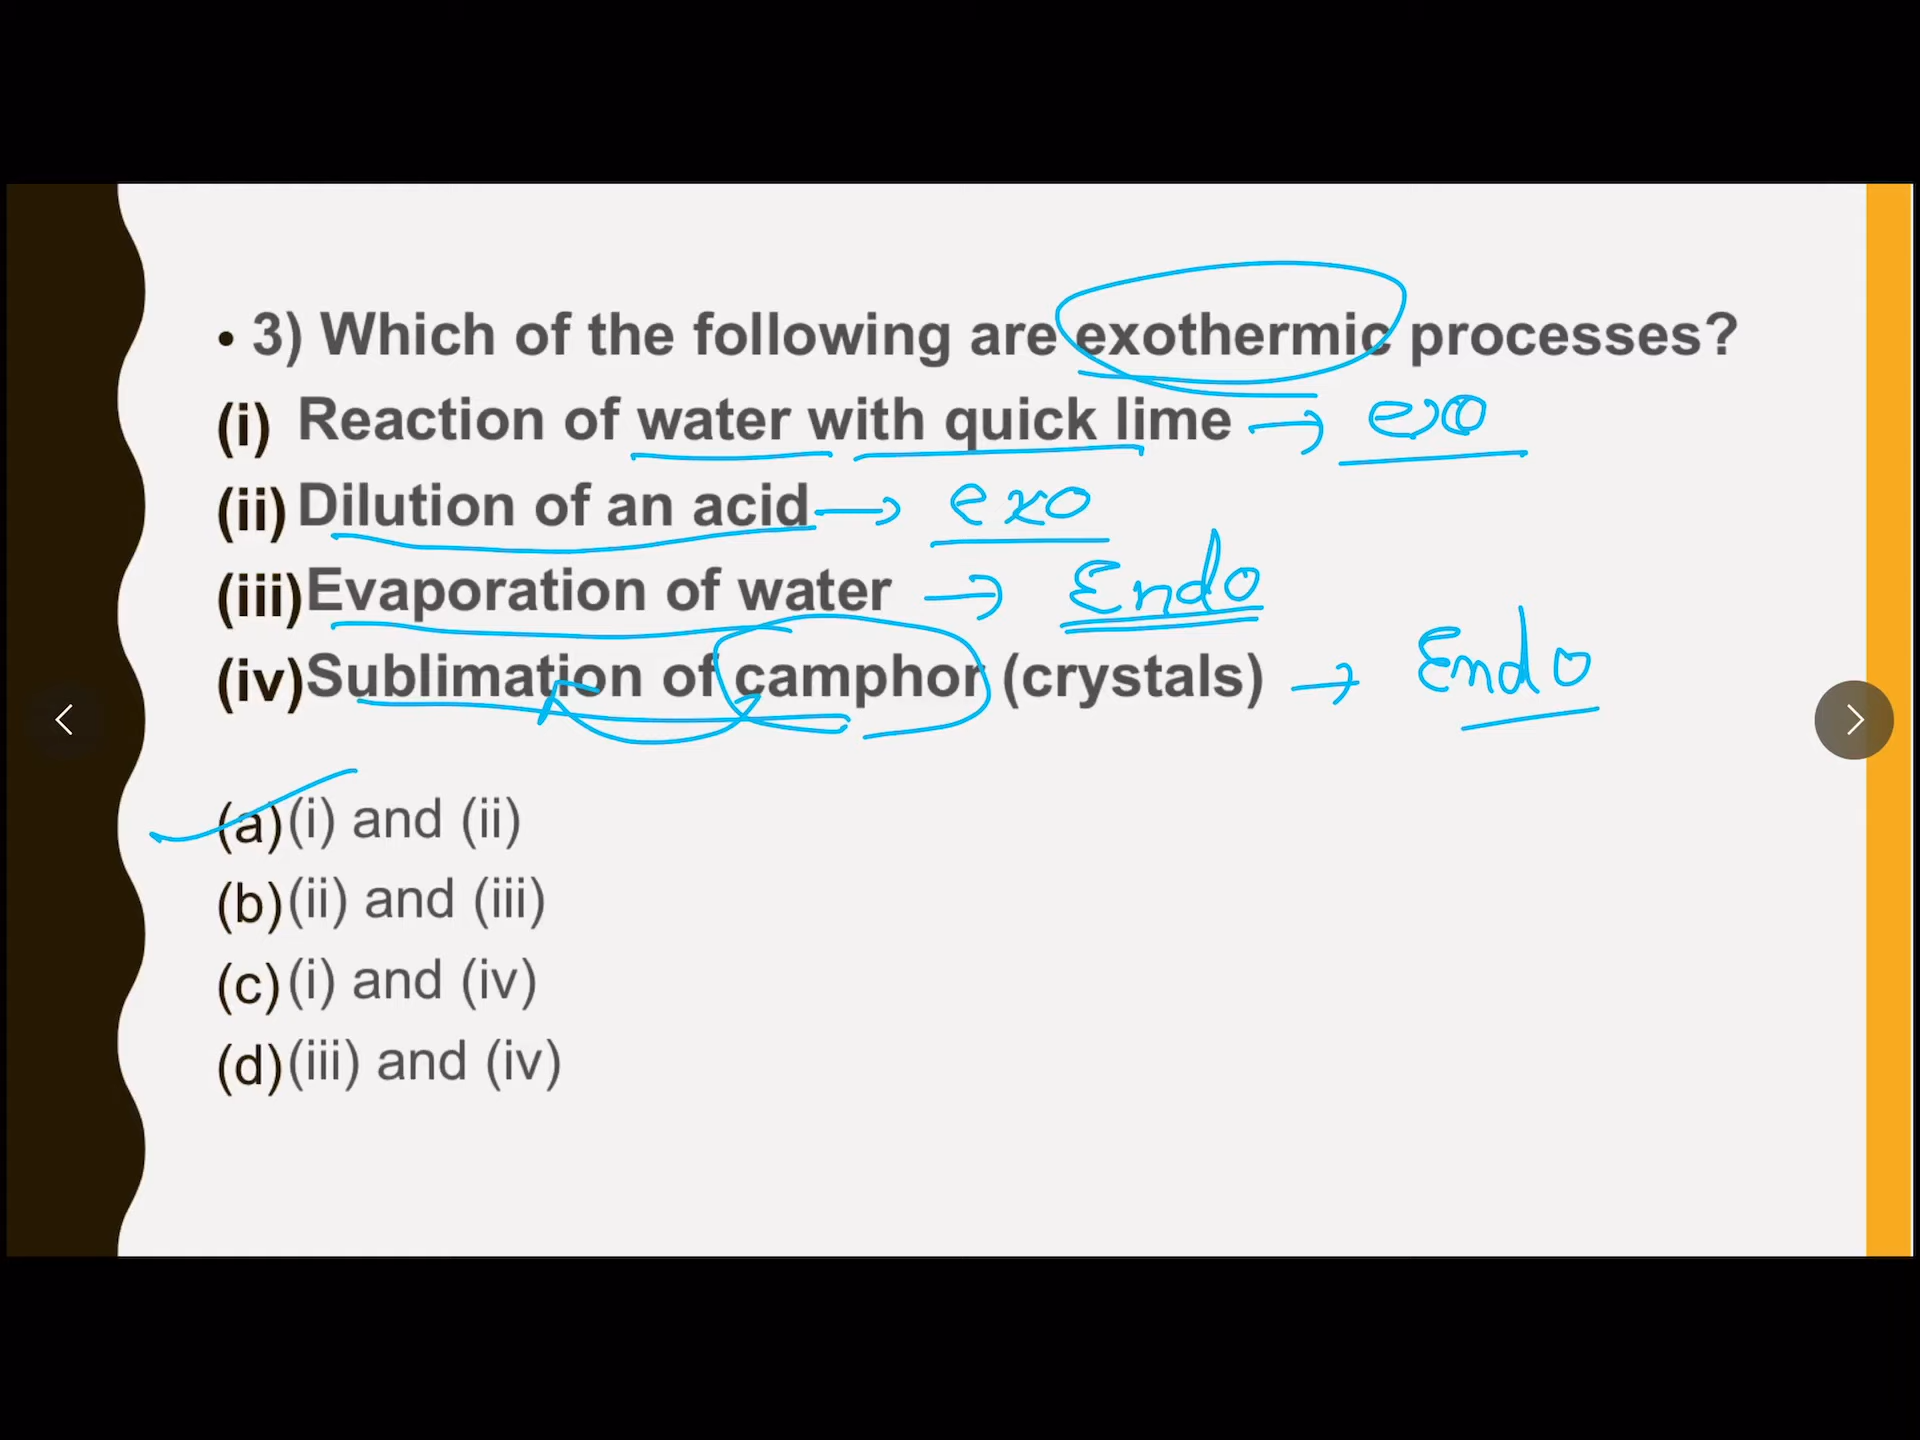 • 3) Which of the following are exothermic processes?
(i) Reaction of water with quick lime → exo
(ii) Dilution of an acid → exo
(iii) Evaporation of water → Endo
(iv) Sublimation of camphor (crystals) → Endo
(a) (i) and (ii)
(b) (ii) and (iii)
(c) (i) and (iv)
(d) (iii) and (iv)